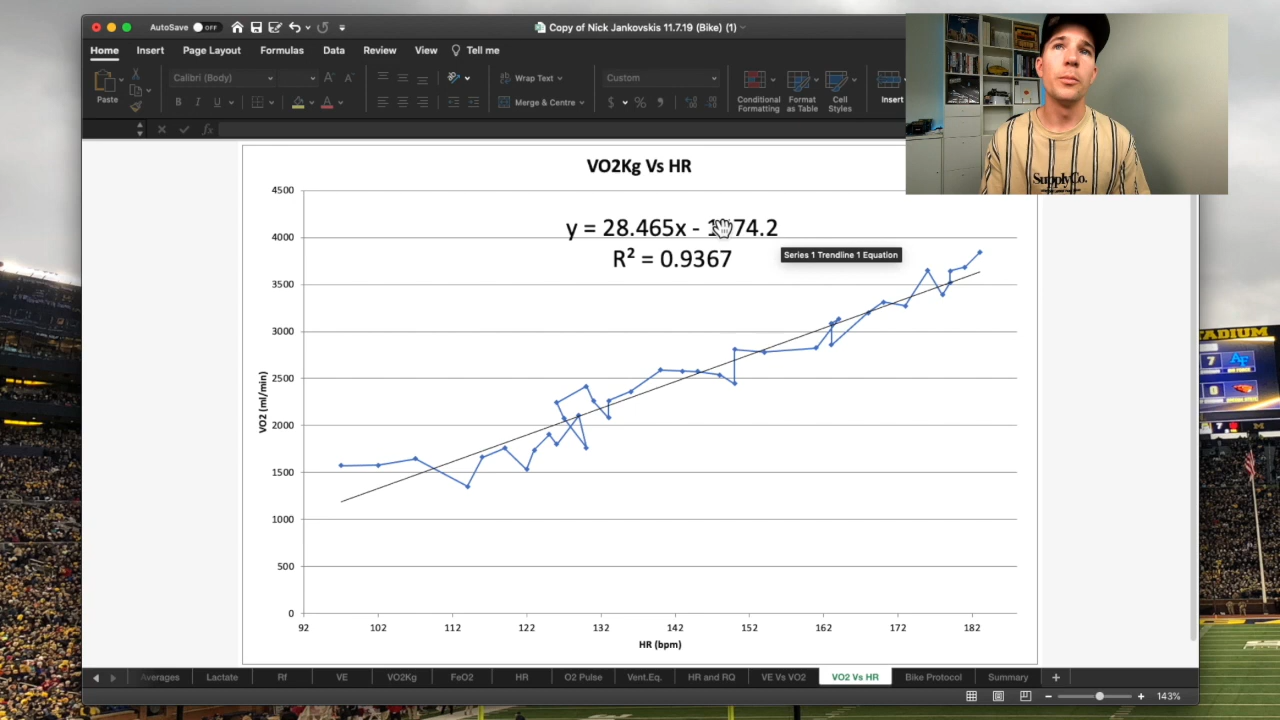 AutoSave OFF
Copy of Nick Jankovskis 11.7.19 (Bike) (1)
Home Insert Page Layout Formulas Data Review View Tell me
Paste
Calibri (Body)
B I U
Wrap Text
Merge & Centre
Custom
Conditional Formatting
Format as Table
Cell Styles
Insert
fx
SupplyCo.
VO2Kg Vs HR
y = 28.465x -
74.2
R² = 0.9367
Series 1 Trendline 1 Equation
4500
4000
3500
3000
2500
2000
1500
1000
500
0
VO2 (ml/min)
92 102 112 122 132 142 152 162 172 182
HR (bpm)
TADIUM
7 AF
0
Averages Lactate Rf VE VO2Kg FeO2 HR O2 Pulse Vent.Eq. HR and RQ VE Vs VO2 VO2 Vs HR Bike Protocol Summary +
143%